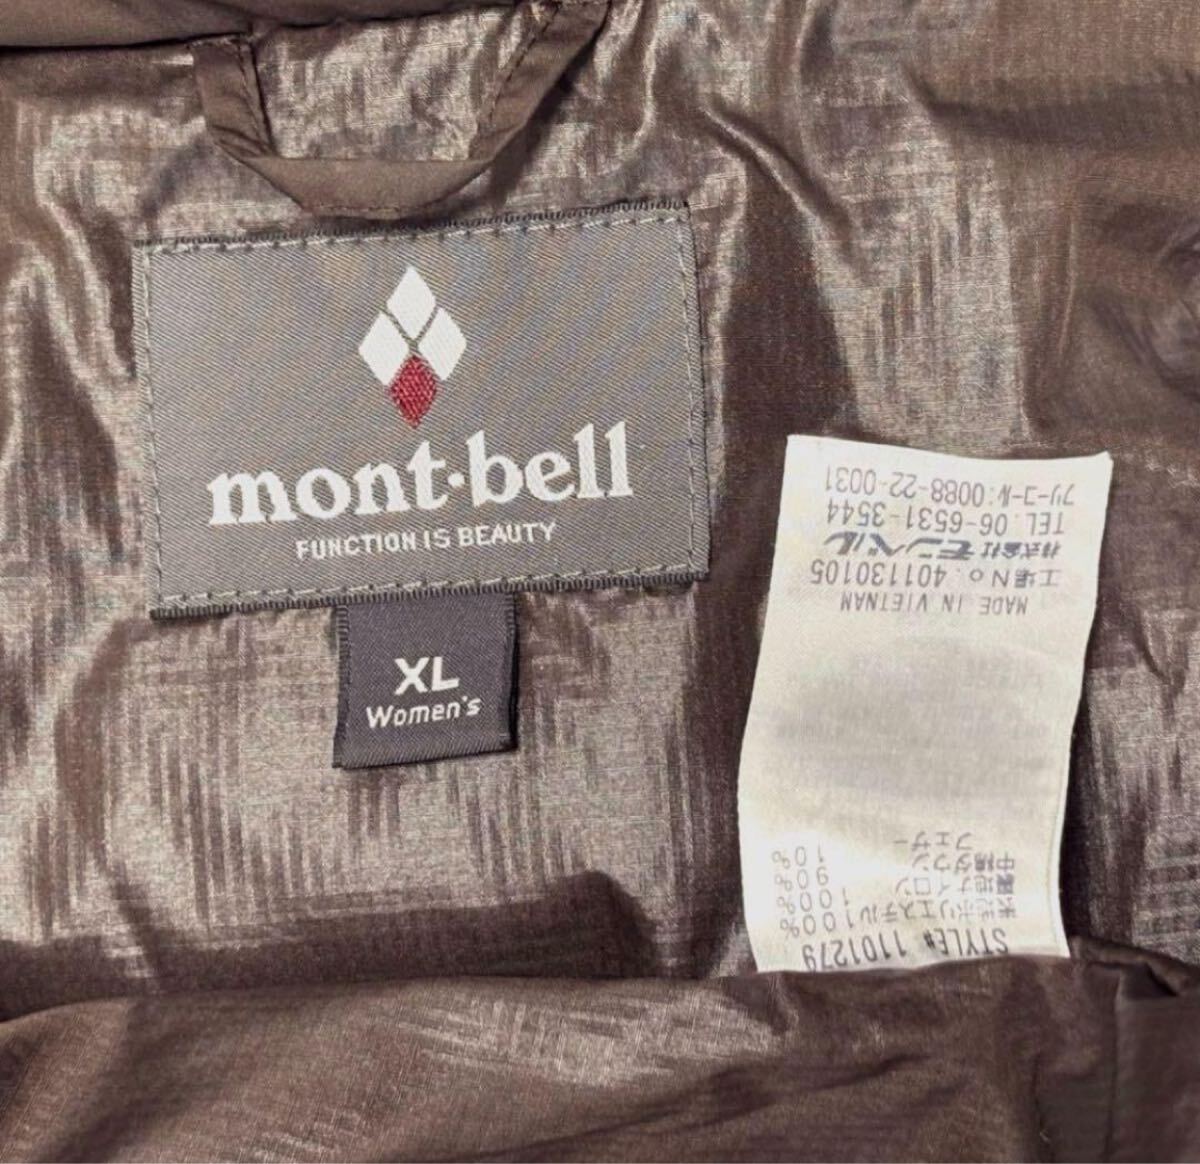 mont·bell
FUNCTION IS BEAUTY
XL
Women's
STYLE# 1101279
表地ポリエステル100%
裏地ナイロン 100%
中綿ダウン 90%
フェザー 10%
MADE IN VIETNAM
工場No.401130105
株式会社モンベル
TEL.06-6531-3544
フリーコール:0088-22-0031